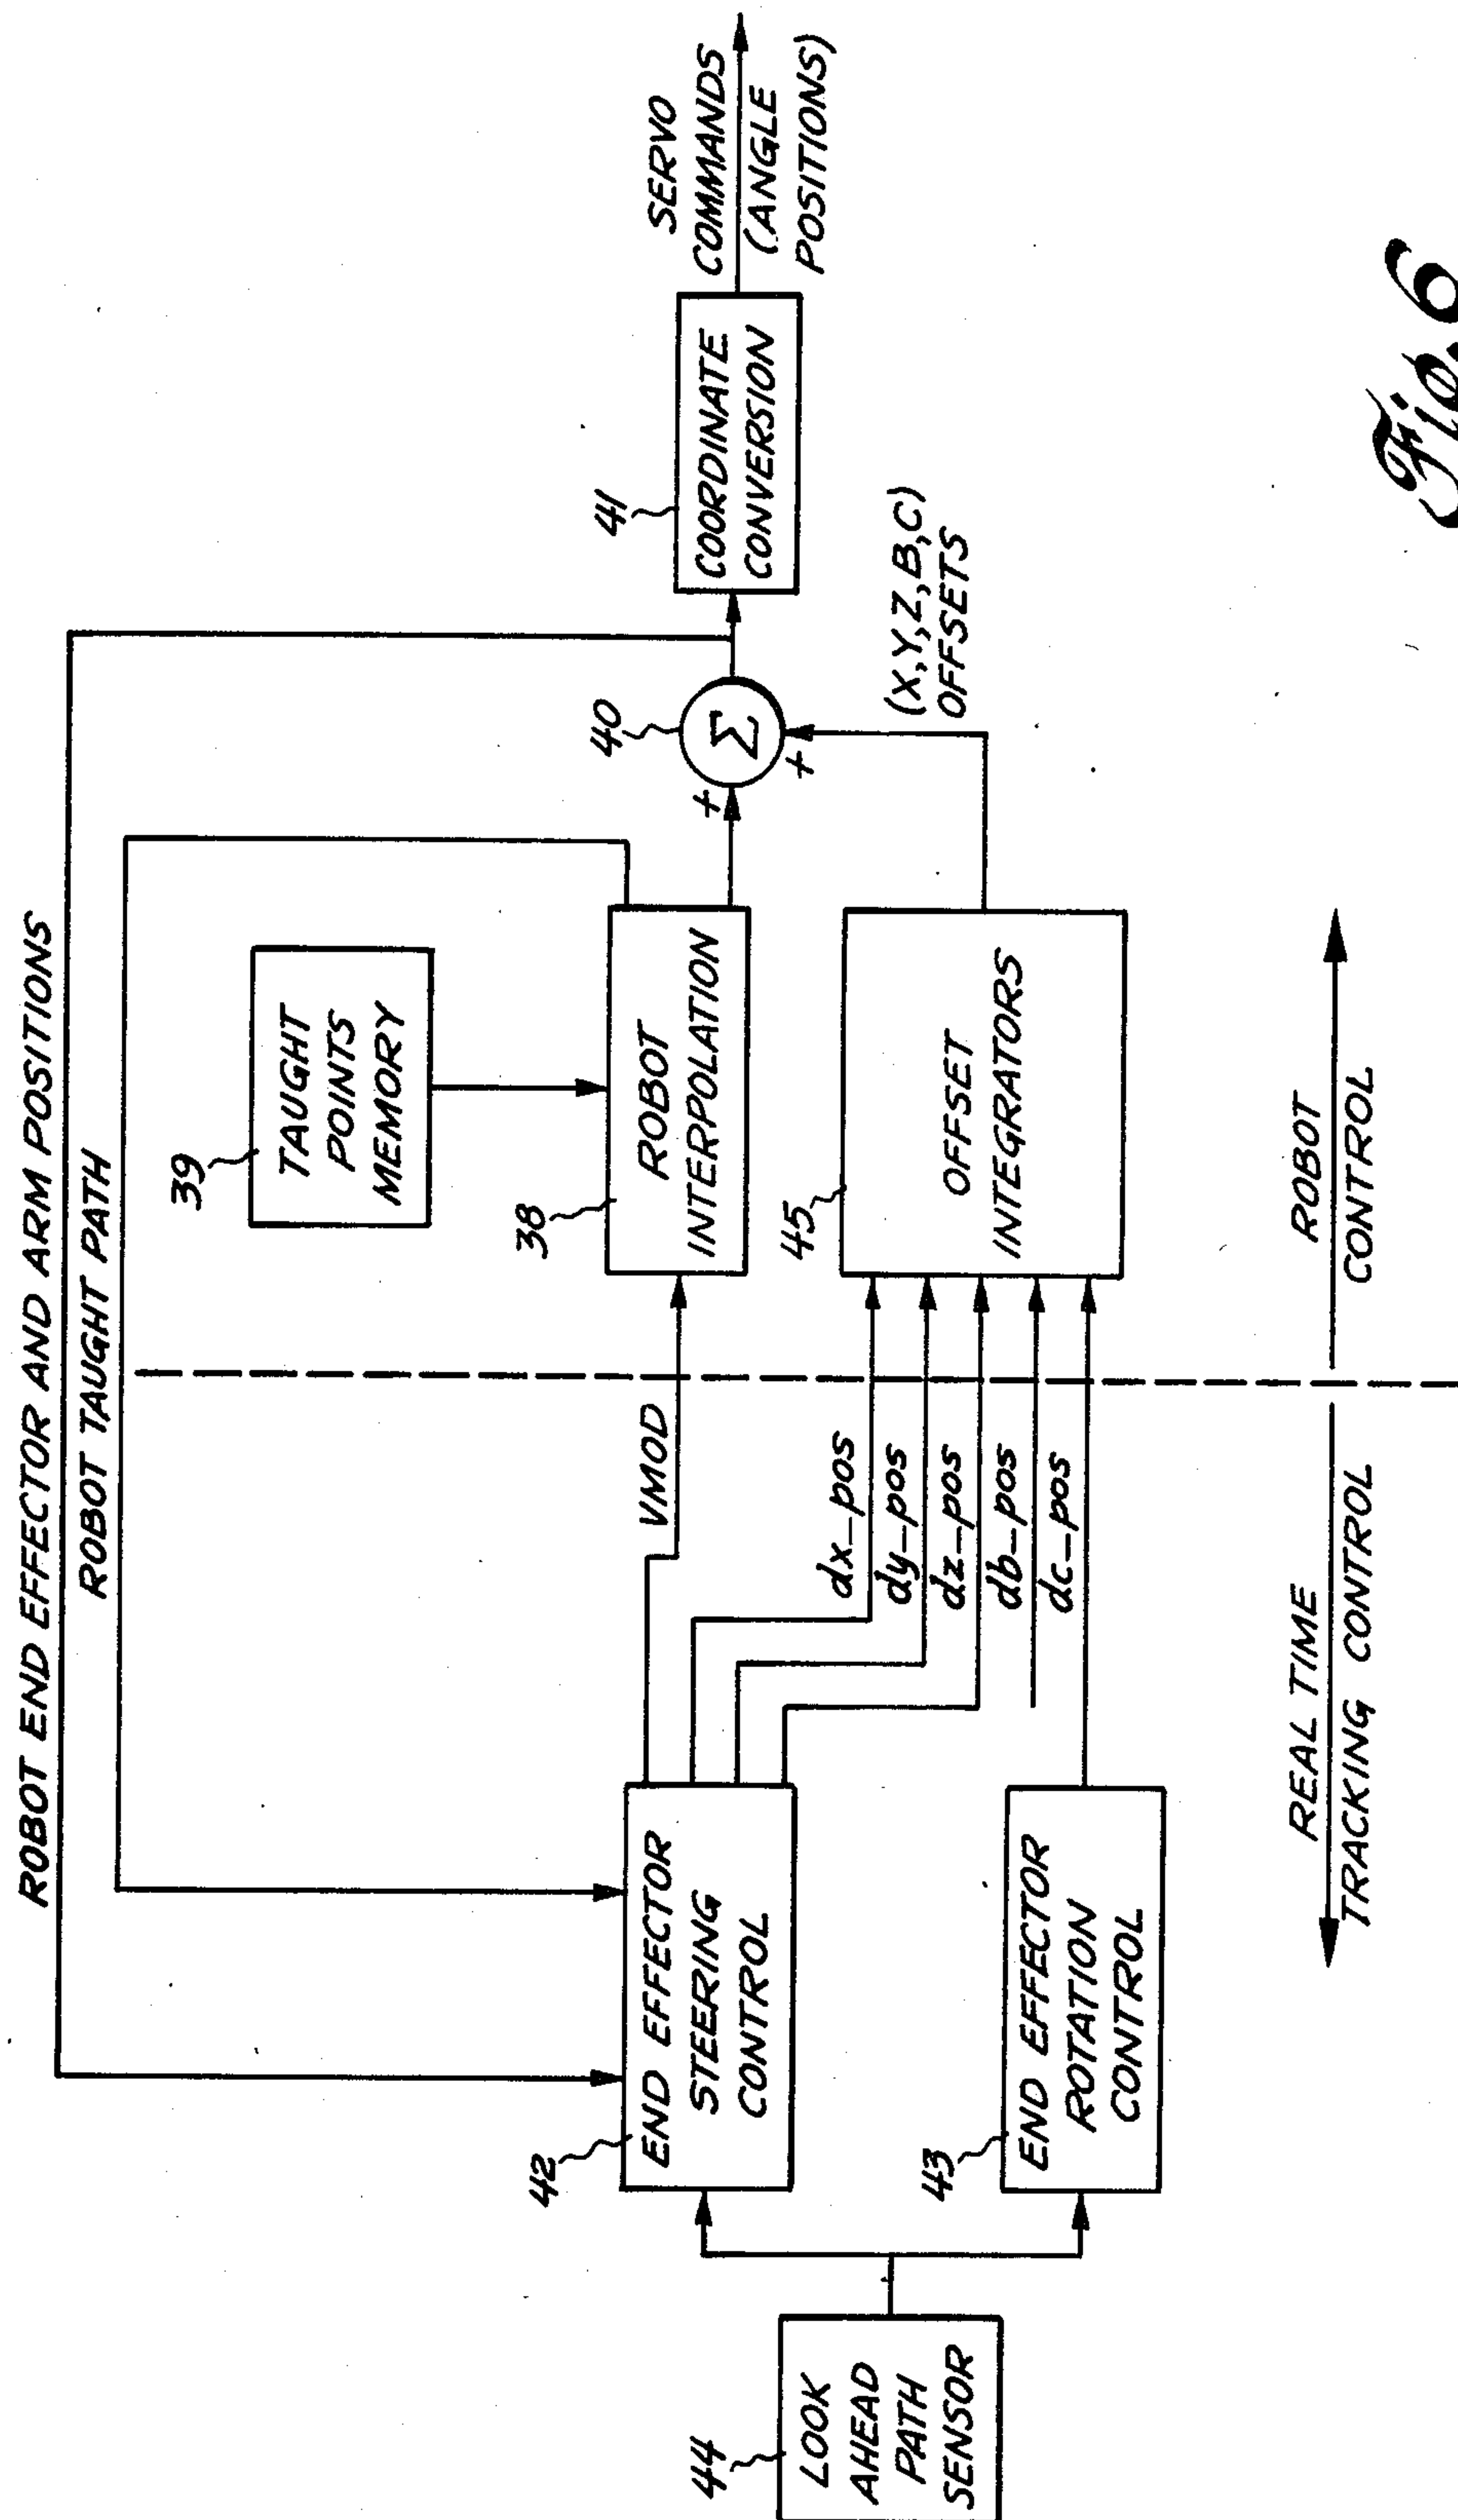 ROBOT END EFFECTOR AND ARM POSITIONS
ROBOT TAUGHT PATH
39
TAUGHT
POINTS
MEMORY
42
END EFFECTOR
STEERING
CONTROL
VMOD
38
ROBOT
INTERPOLATION
40
Σ
+
+
41
COORDINATE
CONVERSION
SERVO
COMMANDS
(ANGLE
POSITIONS)
44
LOOK
AHEAD
PATH
SENSOR
dx_pos
dy_pos
dz_pos
db_pos
dc_pos
45
OFFSET
INTEGRATORS
(X,Y,Z,B,C)
OFFSETS
43
END EFFECTOR
ROTATION
CONTROL
REAL TIME
TRACKING CONTROL
ROBOT
CONTROL
Fig. 6